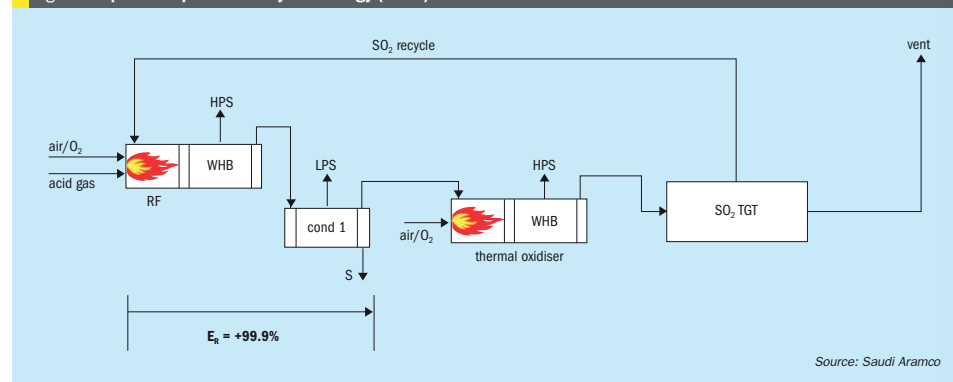 SO₂ recycle
vent
HPS
air/O₂
WHB
LPS
HPS
acid gas
RF
cond 1
WHB
SO₂ TGT
air/O₂
thermal oxidiser
S
E_R = +99.9%
Source: Saudi Aramco